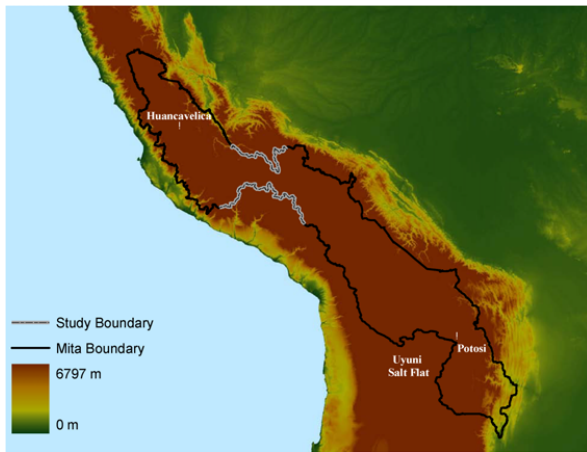 Huancavelica
Study Boundary
Mita Boundary
6797 m
0 m
Uyuni
Salt Flat
Potosi